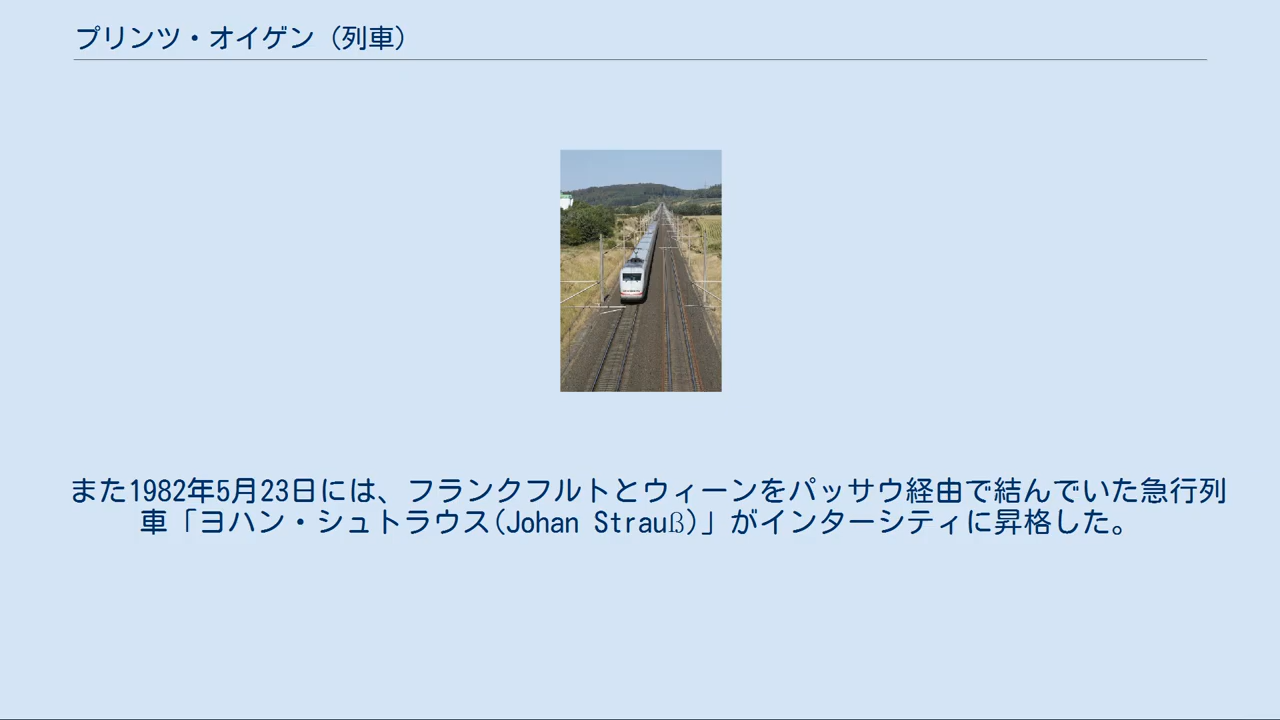 プリンツ・オイゲン（列車）
また1982年5月23日には、フランクフルトとウィーンをパッサウ経由で結んでいた急行列
車「ヨハン・シュトラウス(Johan Strauß)」がインターシティに昇格した。